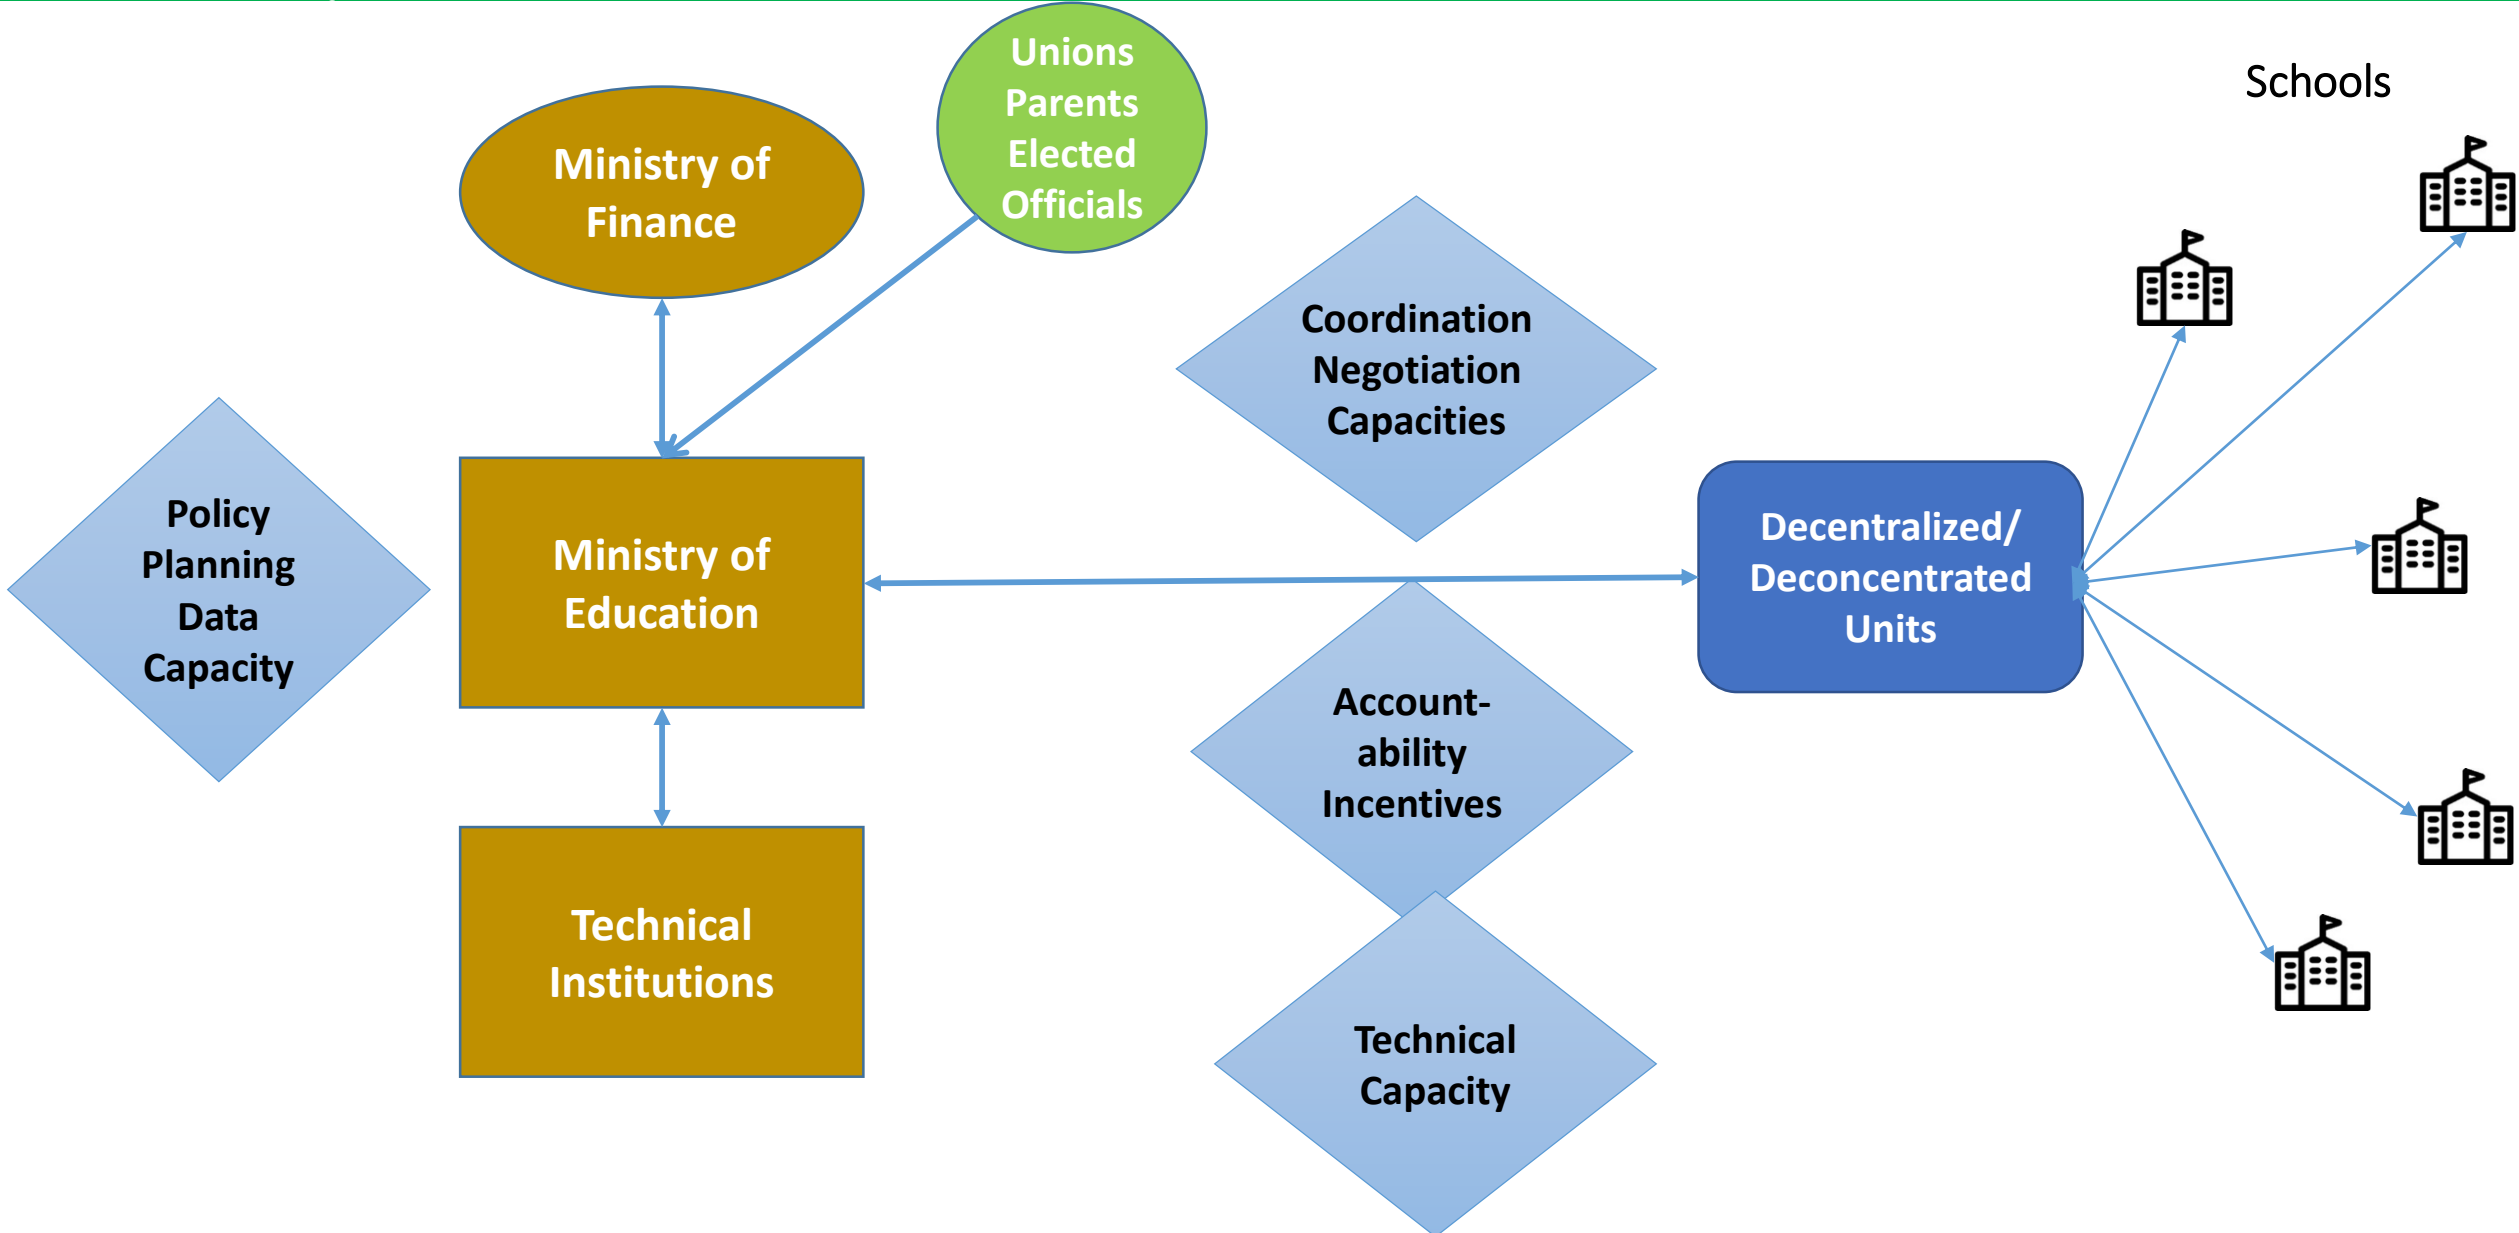 Unions
Parents
Elected
Officials
Schools
Ministry of
Finance
Coordination
Negotiation
Capacities
Policy
Planning
Data
Capacity
Ministry of
Education
Decentralized/
Deconcentrated
Units
Account-
ability
Incentives
Technical
Institutions
Technical
Capacity